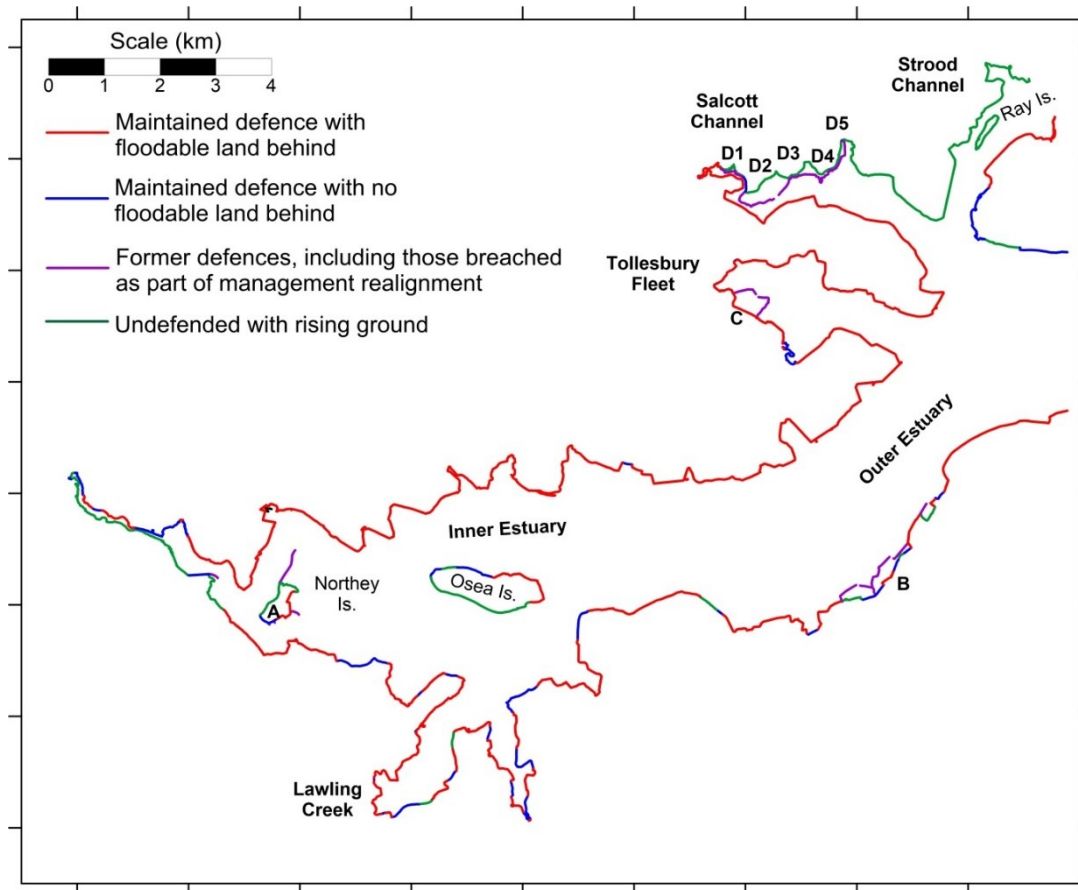 Scale (km)
0 1 2 3 4
Maintained defence with
floodable land behind
Maintained defence with no
floodable land behind
Former defences, including those breached
as part of management realignment
Undefended with rising ground
Strood
Channel
Ray Is.
Salcott
Channel
D5
D1 D2 D3 D4
Tollesbury
Fleet
C
Outer Estuary
Inner Estuary
Northey
Is.
Osea Is.
A
B
Lawling
Creek